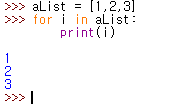 >>> aList = [1,2,3]
>>> for i in aList:
        print(i)

1
2
3
>>>